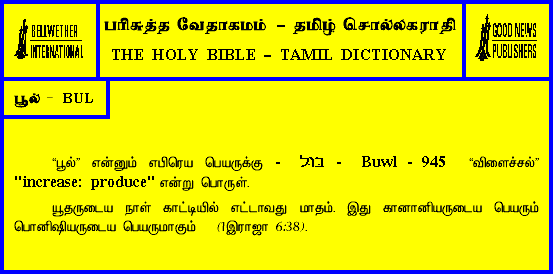 BELLWETHER
INTERNATIONAL
பரிசுத்த வேதாகமம் – தமிழ் சொல்லகராதி
THE HOLY BIBLE – TAMIL DICTIONARY
GOOD NEWS
PUBLISHERS
பூல் – BUL
“பூல்” என்னும் எபிரெய பெயருக்கு - בול - Buwl - 945 “விளைச்சல்”
"increase: produce" என்று பொருள்.
யூதருடைய நாள் காட்டியில் எட்டாவது மாதம். இது கானானியருடைய பெயரும்
பொனிஷியருடைய பெயருமாகும் (1இராஜா 6:38).